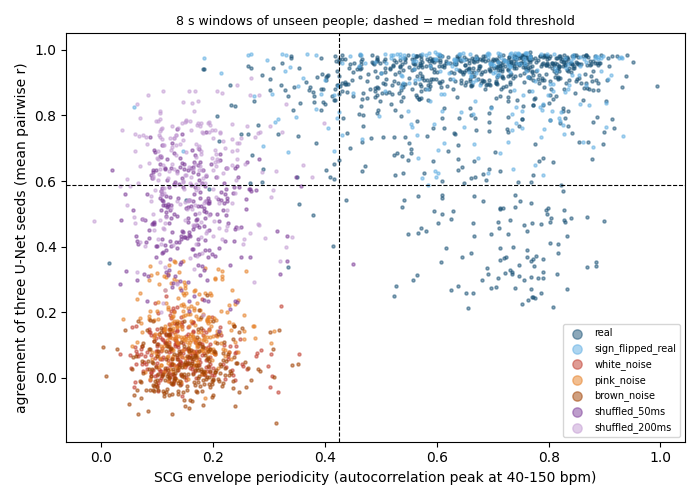 8 s windows of unseen people; dashed = median fold threshold
agreement of three U-Net seeds (mean pairwise r)
1.0
0.8
0.6
0.4
0.2
0.0
real
sign_flipped_real
white_noise
pink_noise
brown_noise
shuffled_50ms
shuffled_200ms
0.0 0.2 0.4 0.6 0.8 1.0
SCG envelope periodicity (autocorrelation peak at 40-150 bpm)